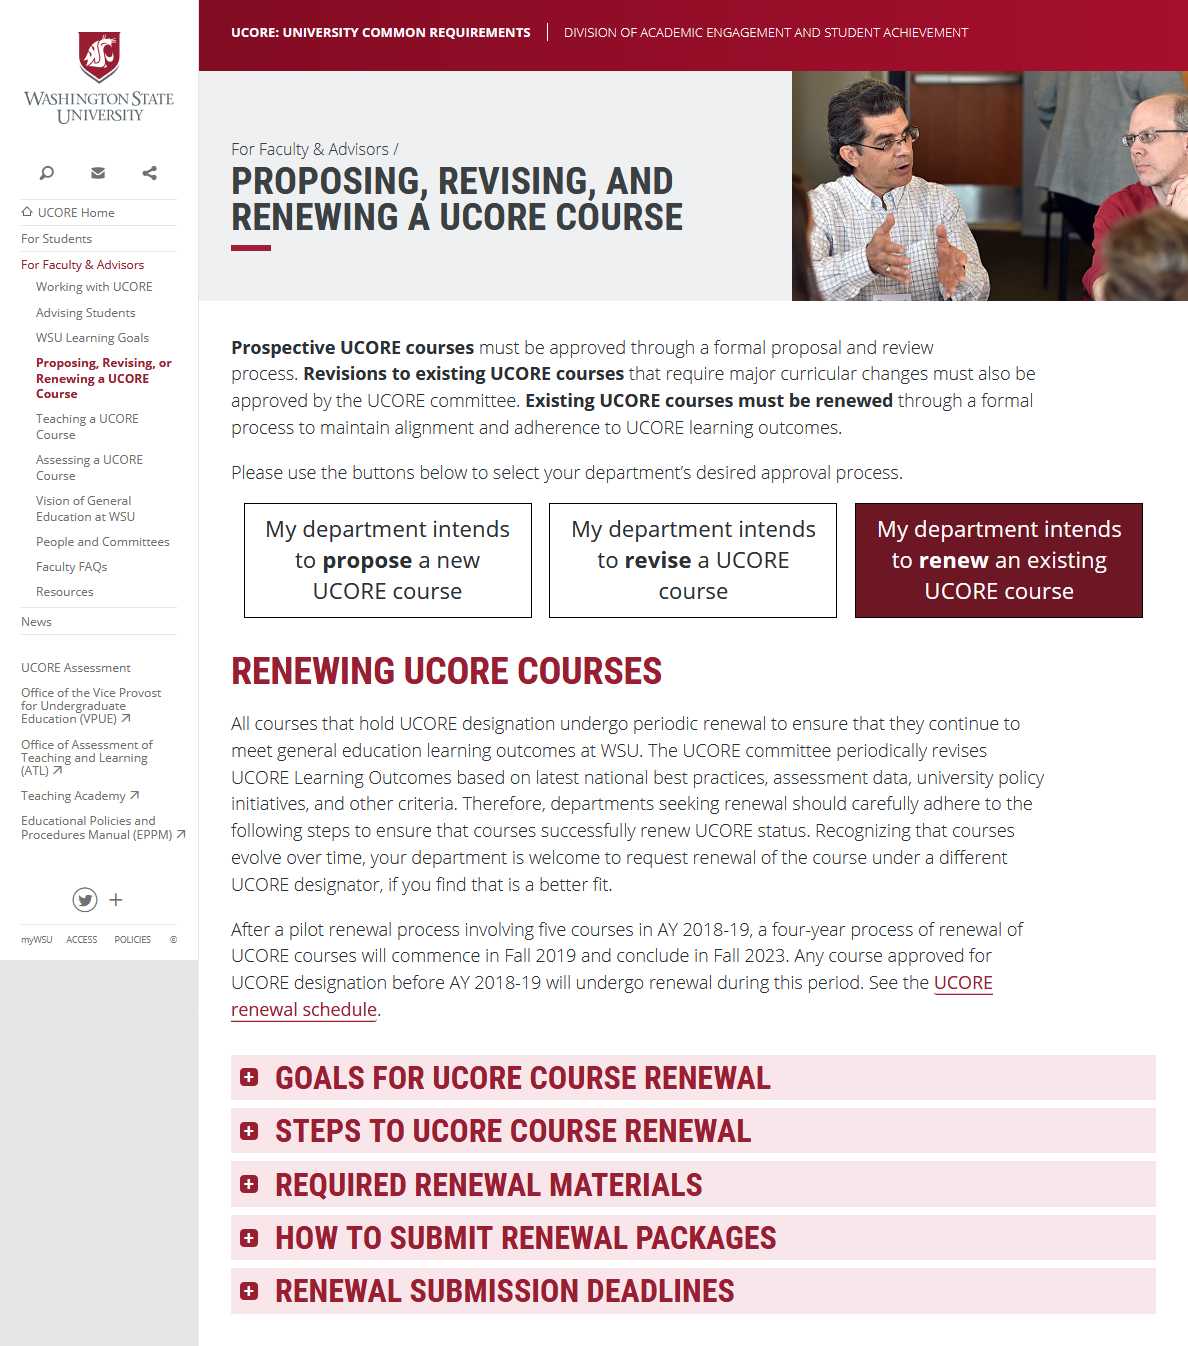 WASHINGTON STATE
UNIVERSITY
UCORE Home
For Students
For Faculty & Advisors
Working with UCORE
Advising Students
WSU Learning Goals
Proposing, Revising, or
Renewing a UCORE
Course
Teaching a UCORE
Course
Assessing a UCORE
Course
Vision of General
Education at WSU
People and Committees
Faculty FAQs
Resources
News
UCORE Assessment
Office of the Vice Provost
for Undergraduate
Education (VPUE)
Office of Assessment of
Teaching and Learning
(ATL)
Teaching Academy
Educational Policies and
Procedures Manual (EPPM)
myWSU ACCESS POLICIES ©
UCORE: UNIVERSITY COMMON REQUIREMENTS | DIVISION OF ACADEMIC ENGAGEMENT AND STUDENT ACHIEVEMENT
For Faculty & Advisors /
PROPOSING, REVISING, AND
RENEWING A UCORE COURSE
Prospective UCORE courses must be approved through a formal proposal and review
process. Revisions to existing UCORE courses that require major curricular changes must also be
approved by the UCORE committee. Existing UCORE courses must be renewed through a formal
process to maintain alignment and adherence to UCORE learning outcomes.
Please use the buttons below to select your department's desired approval process.
My department intends
to propose a new
UCORE course
My department intends
to revise a UCORE
course
My department intends
to renew an existing
UCORE course
RENEWING UCORE COURSES
All courses that hold UCORE designation undergo periodic renewal to ensure that they continue to
meet general education learning outcomes at WSU. The UCORE committee periodically revises
UCORE Learning Outcomes based on latest national best practices, assessment data, university policy
initiatives, and other criteria. Therefore, departments seeking renewal should carefully adhere to the
following steps to ensure that courses successfully renew UCORE status. Recognizing that courses
evolve over time, your department is welcome to request renewal of the course under a different
UCORE designator, if you find that is a better fit.
After a pilot renewal process involving five courses in AY 2018-19, a four-year process of renewal of
UCORE courses will commence in Fall 2019 and conclude in Fall 2023. Any course approved for
UCORE designation before AY 2018-19 will undergo renewal during this period. See the UCORE
renewal schedule.
GOALS FOR UCORE COURSE RENEWAL
STEPS TO UCORE COURSE RENEWAL
REQUIRED RENEWAL MATERIALS
HOW TO SUBMIT RENEWAL PACKAGES
RENEWAL SUBMISSION DEADLINES